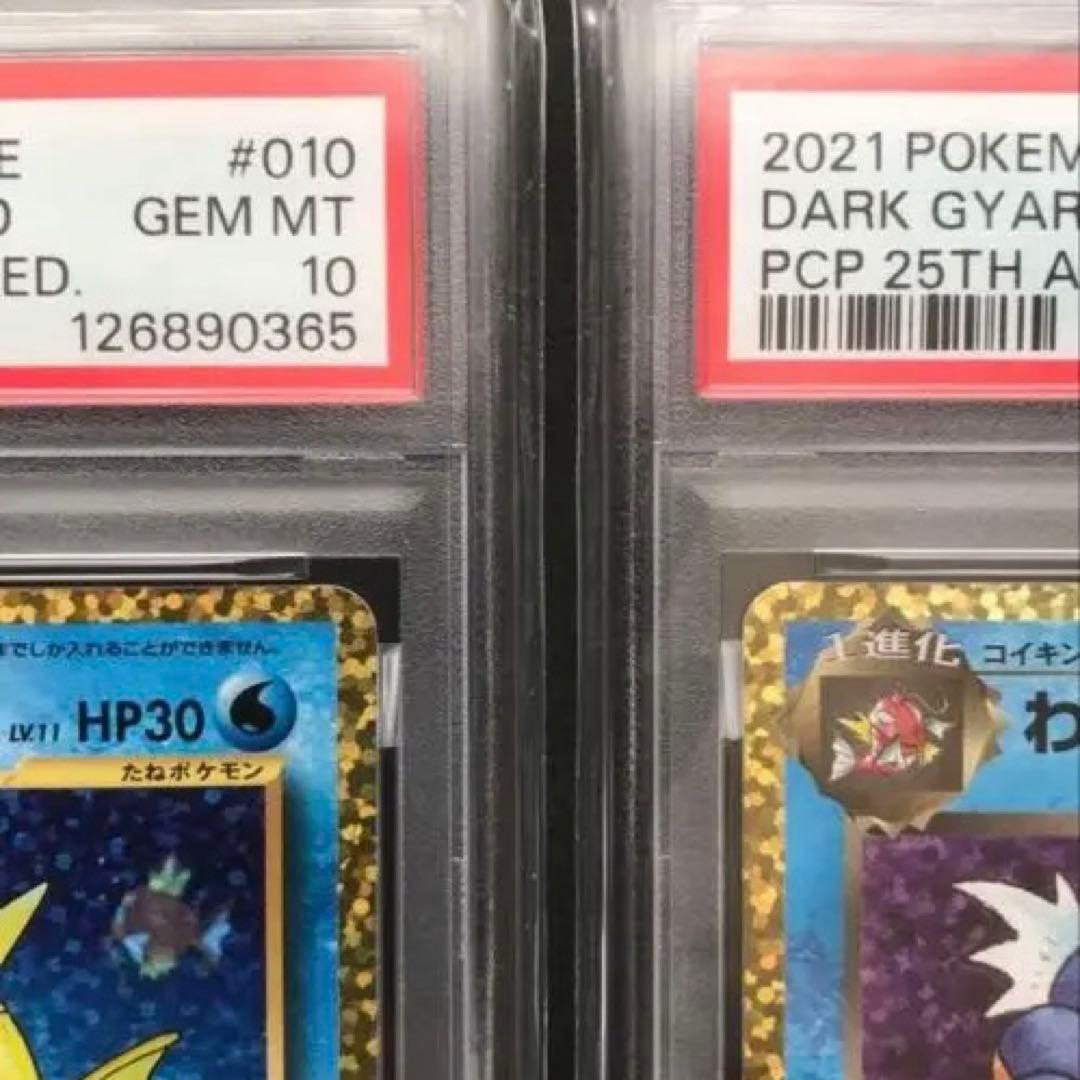 E #010
GEM MT
ED. 10
126890365
2021 POKEM
DARK GYAR
PCP 25TH A
でしか入れることができません。
LV.11 HP30
たねポケモン
1進化 コイキン
わ